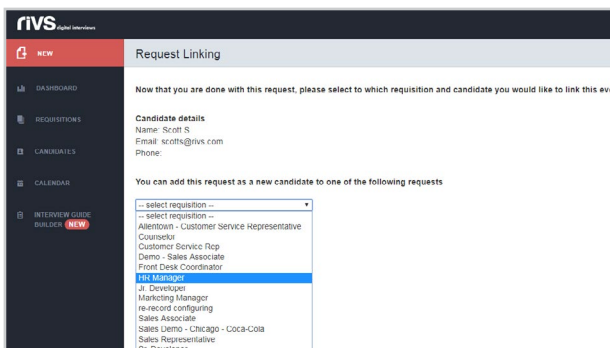 rivs digital interviews
NEW
Request Linking
DASHBOARD
Now that you are done with this request, please select to which requisition and candidate you would like to link this eve
REQUISITIONS
Candidate details
Name: Scott S
Email: scotts@rivs.com
Phone:
CANDIDATES
CALENDAR
You can add this request as a new candidate to one of the following requests
-- select requisition --
INTERVIEW GUIDE
BUILDER NEW
-- select requisition --
Allentown - Customer Service Representative
Counselor
Customer Service Rep
Demo - Sales Associate
Front Desk Coordinator
HR Manager
Jr. Developer
Marketing Manager
re-record configuring
Sales Associate
Sales Demo - Chicago - Coca-Cola
Sales Representative
Sr. Developer